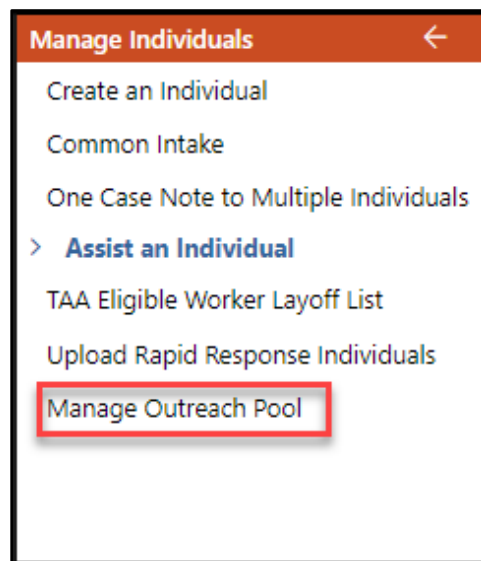 Manage Individuals
Create an Individual
Common Intake
One Case Note to Multiple Individuals
Assist an Individual
TAA Eligible Worker Layoff List
Upload Rapid Response Individuals
Manage Outreach Pool